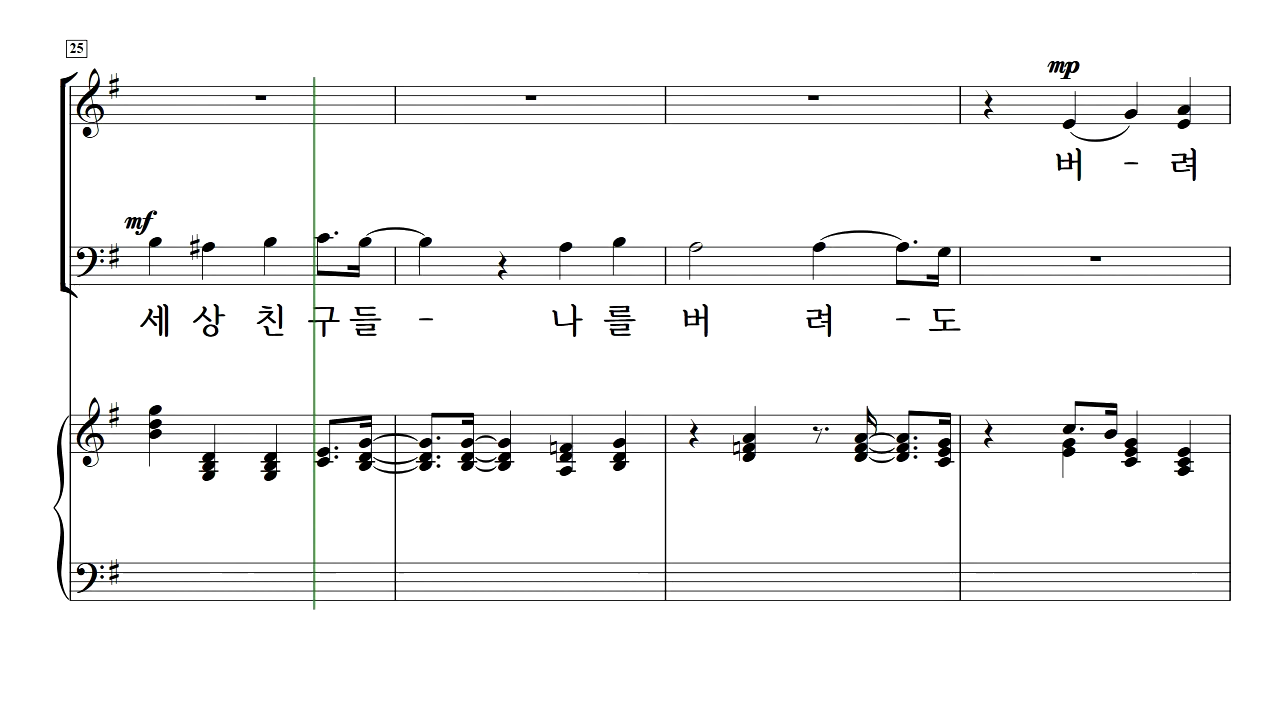 25
mp
버 - 려
mf
세 상 친 구 들 - 나 를 버 려 - 도